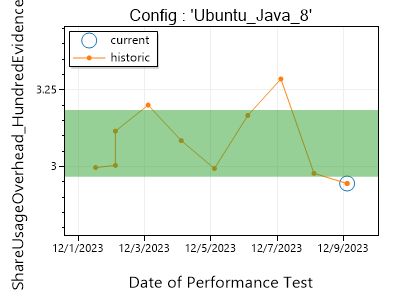 Config : 'Ubuntu_Java_8'
current
historic
ShareUsageOverhead_HundredEvidence
3.25
3
12/1/2023 12/3/2023 12/5/2023 12/7/2023 12/9/2023
Date of Performance Test